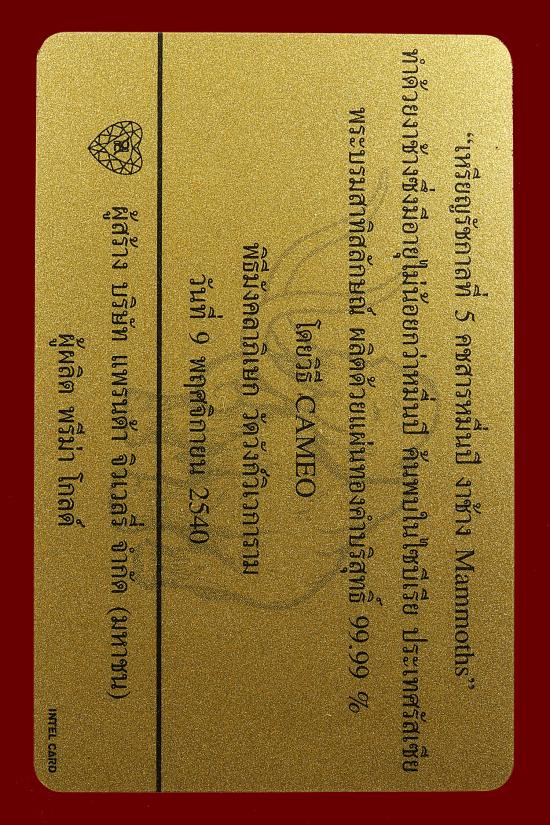 “เหรียญรัชกาลที่ 5 คชสารหมื่นปี งาช้าง Mammoths”
ทำด้วยงาช้างซึ่งมีอายุไม่น้อยกว่าหมื่นปี ค้นพบในไซบีเรีย ประเทศรัสเซีย
พระบรมสาทิสลักษณ์ ผลิตด้วยแผ่นทองคำบริสุทธิ์ 99.99 %
โดยวิธี CAMEO
พิธีมังคลาภิเษก วัดวังก์วิเวการาม
วันที่ 9 พฤศจิกายน 2540
ผู้สร้าง บริษัท แพรนด้า จิวเวลรี่ จำกัด (มหาชน)
ผู้ผลิต พรีม่า โกลด์
INTEL CARD